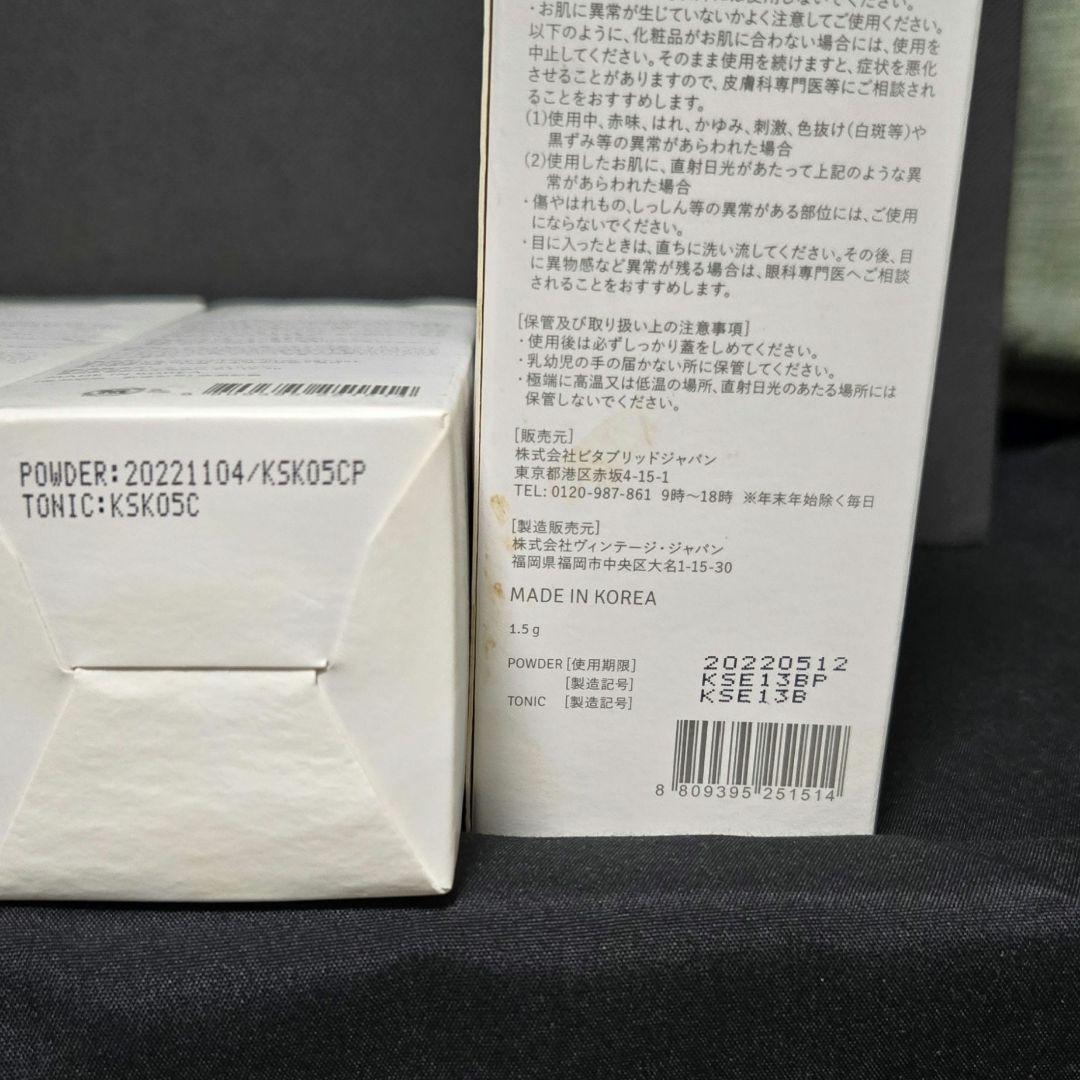 ・お肌に異常が生じていないかよく注意してご使用ください。
以下のように、化粧品がお肌に合わない場合には、使用を
中止してください。そのまま使用を続けますと、症状を悪化
させることがありますので、皮膚科専門医等にご相談され
ることをおすすめします。
(1)使用中、赤味、はれ、かゆみ、刺激、色抜け(白斑等)や
黒ずみ等の異常があらわれた場合
(2)使用したお肌に、直射日光があたって上記のような異
常があらわれた場合
・傷やはれもの、しっしん等の異常がある部位には、ご使用
にならないでください。
・目に入ったときは、直ちに洗い流してください。その後、目
に異物感など異常が残る場合は、眼科専門医へご相談
されることをおすすめします。
[保管及び取り扱い上の注意事項]
・使用後は必ずしっかり蓋をしめてください。
・乳幼児の手の届かない所に保管してください。
・極端に高温又は低温の場所、直射日光のあたる場所には
保管しないでください。
[販売元]
株式会社ビタブリッドジャパン
東京都港区赤坂4-15-1
TEL: 0120-987-861 9時〜18時 ※年末年始除く毎日
[製造販売元]
株式会社ヴィンテージ・ジャパン
福岡県福岡市中央区大名1-15-30
MADE IN KOREA
1.5 g
POWDER [使用期限] 20220512
[製造記号] KSE13BP
TONIC [製造記号] KSE13B
8 809395 251514
POWDER:20221104/KSK05CP
TONIC:KSK05C